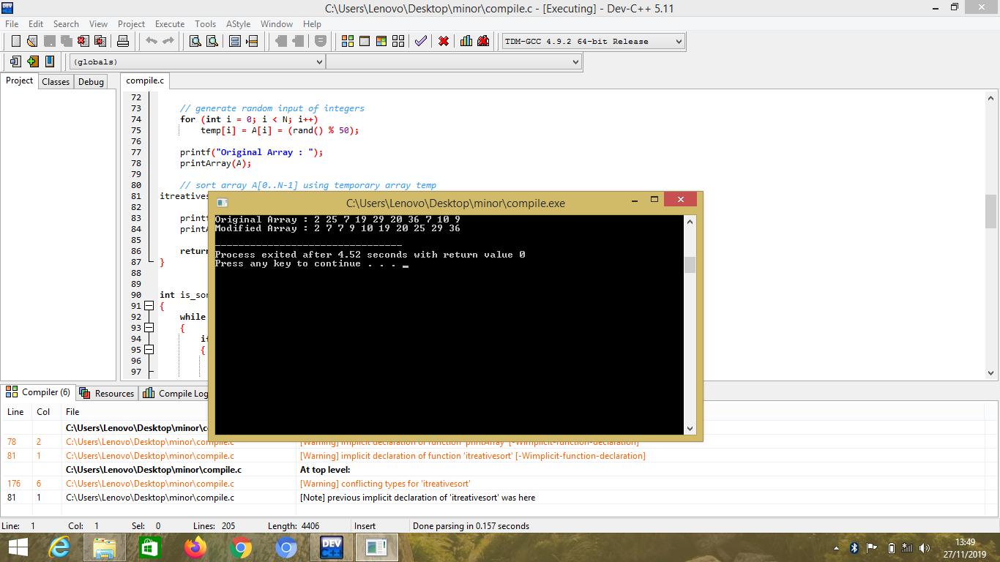 C:\Users\Lenovo\Desktop\minor\compile.c - [Executing] - Dev-C++ 5.11
File Edit Search View Project Execute Tools AStyle Window Help
TDM-GCC 4.9.2 64-bit Release
(globals)
Project Classes Debug
compile.c
72
73 // generate random input of integers
74 for (int i = 0; i < N; i++)
75 temp[i] = A[i] = (rand() % 50);
76
77 printf("Original Array : ");
78 printArray(A);
79
80 // sort array A[0..N-1] using temporary array temp
81 itreatives
82
83 print
84 print
85
86 return
87 }
88
89
90 int is_sor
91 {
92 while
93 {
94 if
95 {
96
97
C:\Users\Lenovo\Desktop\minor\compile.exe
Original Array : 2 25 7 19 29 20 36 7 10 9
Modified Array : 2 7 7 9 10 19 20 25 29 36
--------------------------------
Process exited after 4.52 seconds with return value 0
Press any key to continue . . . _
Compiler (6) Resources Compile Log
Line Col File
C:\Users\Lenovo\Desktop\minor\c
78 2 C:\Users\Lenovo\Desktop\minor\compile.c [Warning] implicit declaration of function 'printArray' [-Wimplicit-function-declaration]
81 1 C:\Users\Lenovo\Desktop\minor\compile.c [Warning] implicit declaration of function 'itreativesort' [-Wimplicit-function-declaration]
C:\Users\Lenovo\Desktop\minor\compile.c At top level:
176 6 C:\Users\Lenovo\Desktop\minor\compile.c [Warning] conflicting types for 'itreativesort'
81 1 C:\Users\Lenovo\Desktop\minor\compile.c [Note] previous implicit declaration of 'itreativesort' was here
Line: 1 Col: 1 Sel: 0 Lines: 205 Length: 4406 Insert Done parsing in 0.157 seconds
DEV C++
13:49
27/11/2019